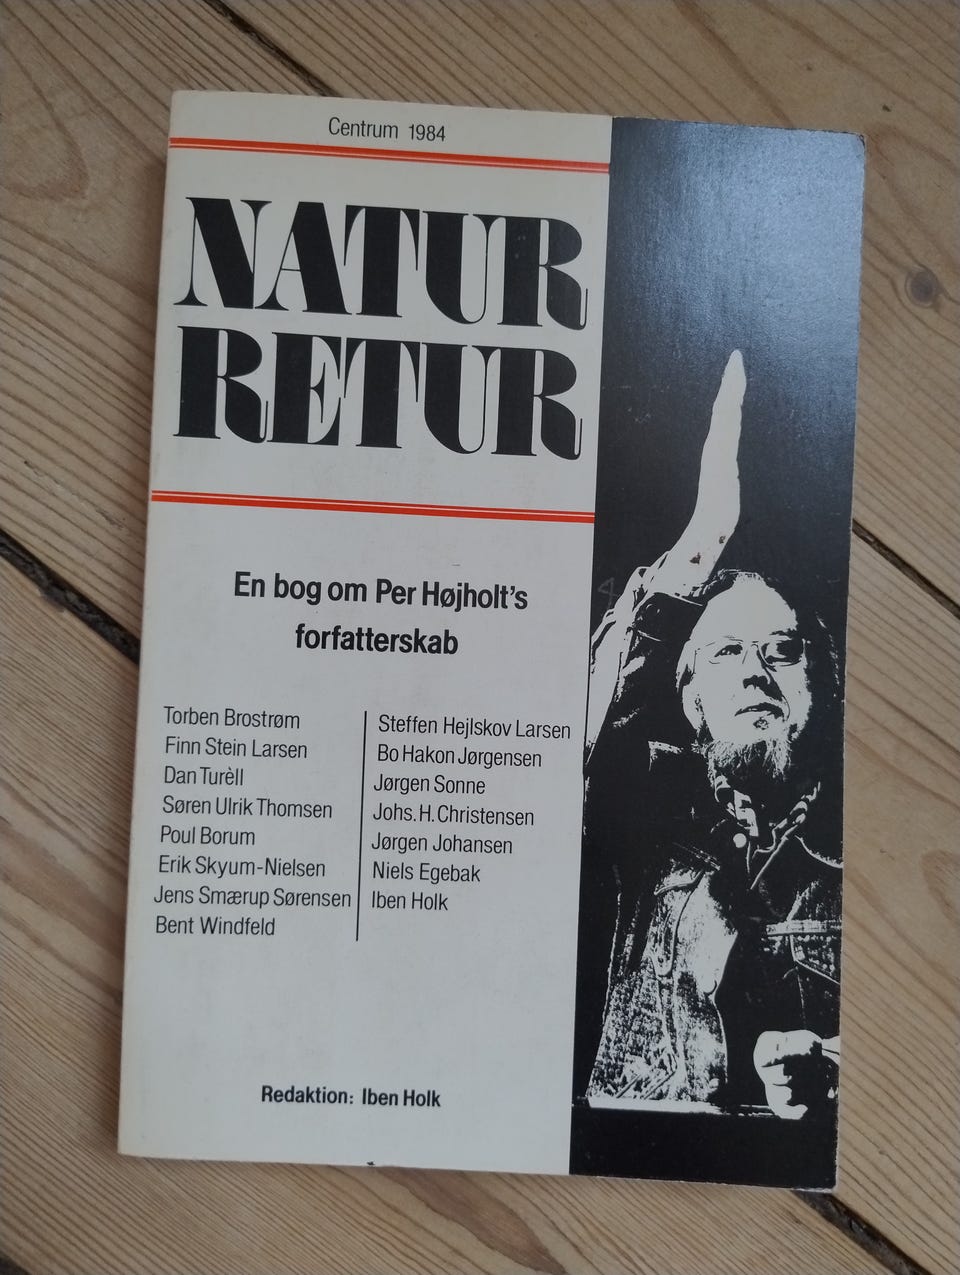 Centrum 1984
NATUR
RETUR
En bog om Per Højholt's
forfatterskab
Torben Brostrøm
Finn Stein Larsen
Dan Turèll
Søren Ulrik Thomsen
Poul Borum
Erik Skyum-Nielsen
Jens Smærup Sørensen
Bent Windfeld
Steffen Hejlskov Larsen
Bo Hakon Jørgensen
Jørgen Sonne
Johs. H. Christensen
Jørgen Johansen
Niels Egebak
Iben Holk
Redaktion: Iben Holk